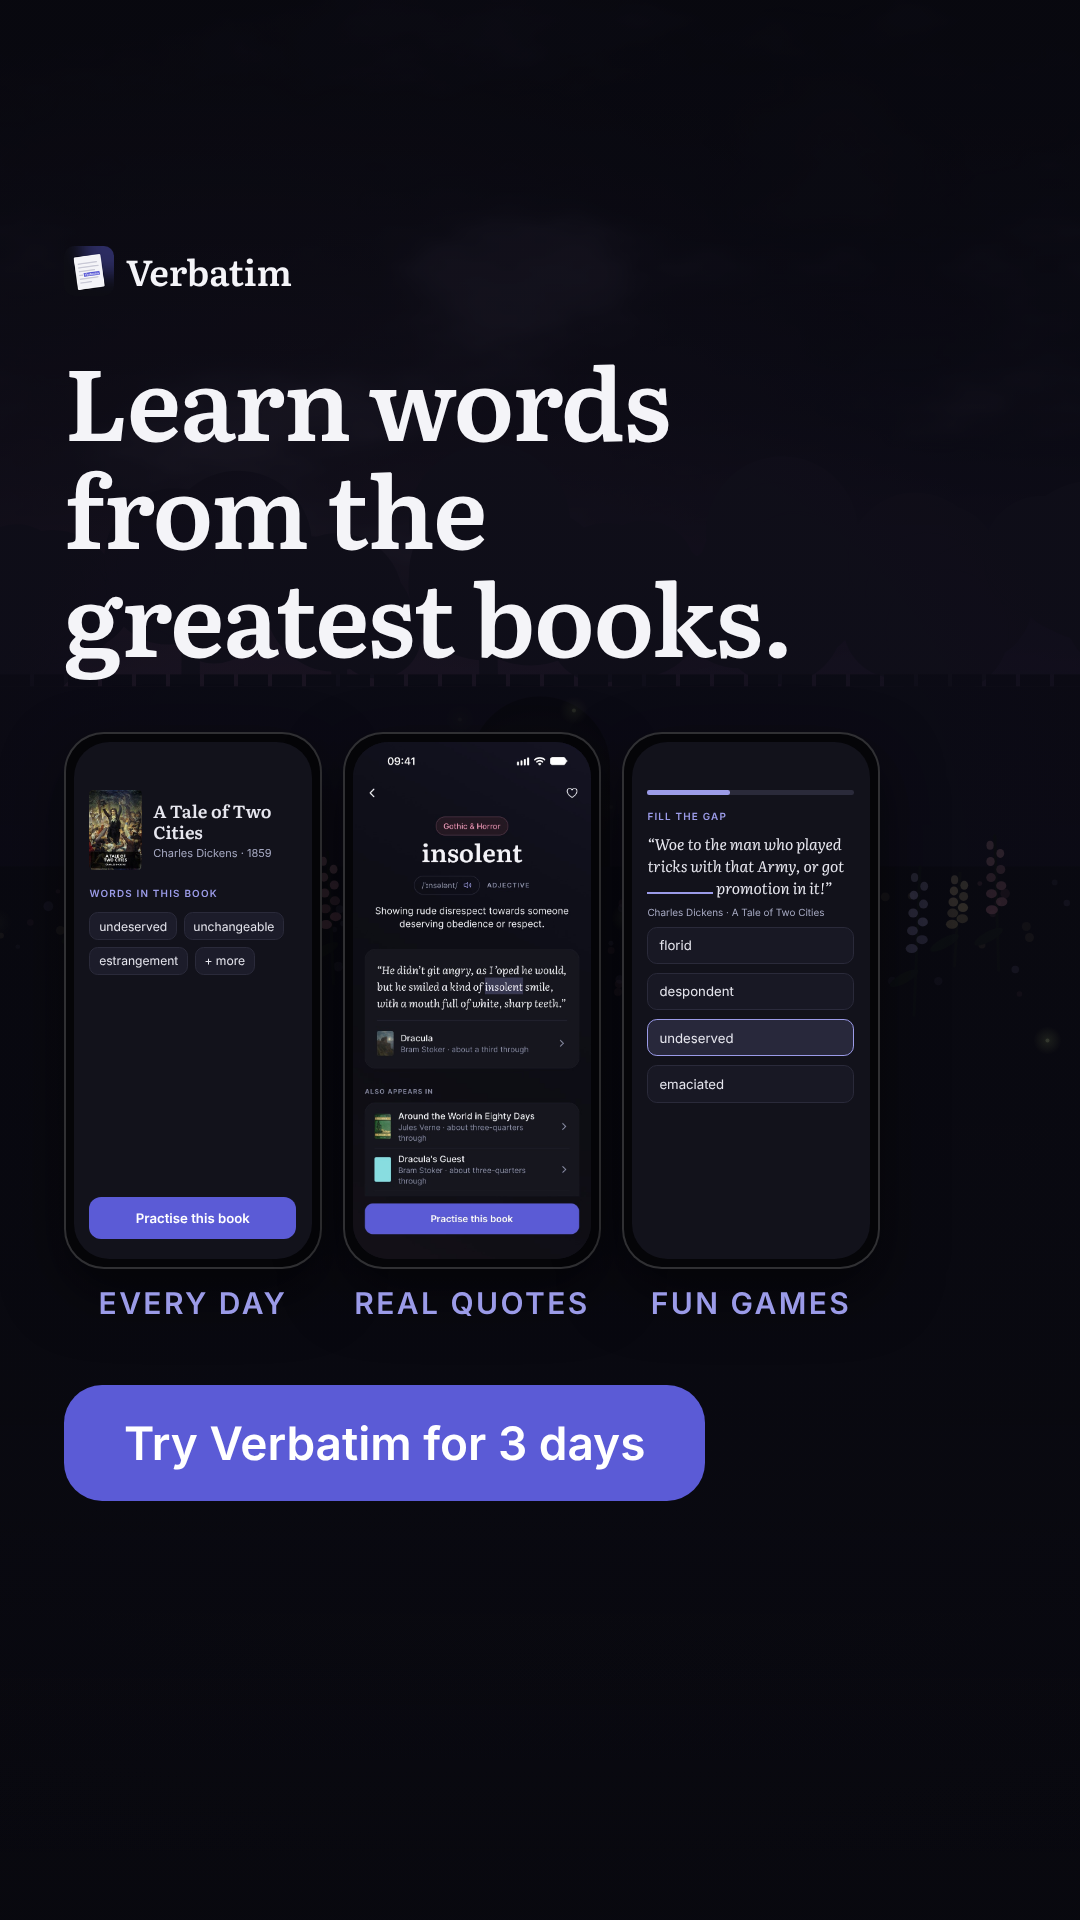 Verbatim
Learn words
from the
greatest books.
A TALE OF
TWO CITIES
A Tale of Two
Cities
Charles Dickens · 1859
WORDS IN THIS BOOK
undeserved
unchangeable
estrangement
+ more
Practise this book
09:41
Gothic & Horror
insolent
/ˈɪnsələnt/
ADJECTIVE
Showing rude disrespect towards someone
deserving obedience or respect.
“He didn’t git angry, as I ’oped he would,
but he smiled a kind of insolent smile,
with a mouth full of white, sharp teeth.”
Dracula
Bram Stoker · about a third through
ALSO APPEARS IN
Around the World in Eighty Days
Jules Verne · about three-quarters
through
Dracula's Guest
Bram Stoker · about three-quarters
through
Practise this book
FILL THE GAP
“Woe to the man who played
tricks with that Army, or got
______ promotion in it!”
Charles Dickens · A Tale of Two Cities
florid
despondent
undeserved
emaciated
EVERY DAY
REAL QUOTES
FUN GAMES
Try Verbatim for 3 days